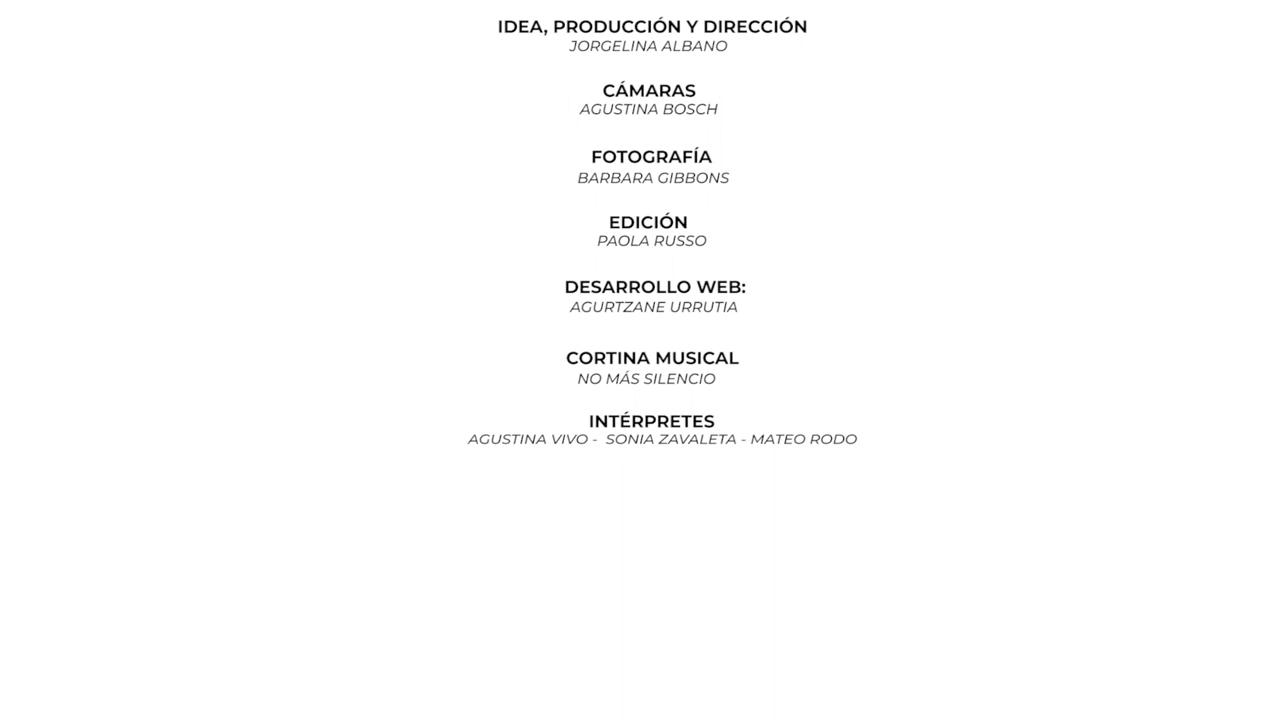 IDEA, PRODUCCIÓN Y DIRECCIÓN
JORGELINA ALBANO
CÁMARAS
AGUSTINA BOSCH
FOTOGRAFÍA
BARBARA GIBBONS
EDICIÓN
PAOLA RUSSO
DESARROLLO WEB:
AGURTZANE URRUTIA
CORTINA MUSICAL
NO MÁS SILENCIO
INTÉRPRETES
AGUSTINA VIVO - SONIA ZAVALETA - MATEO RODO